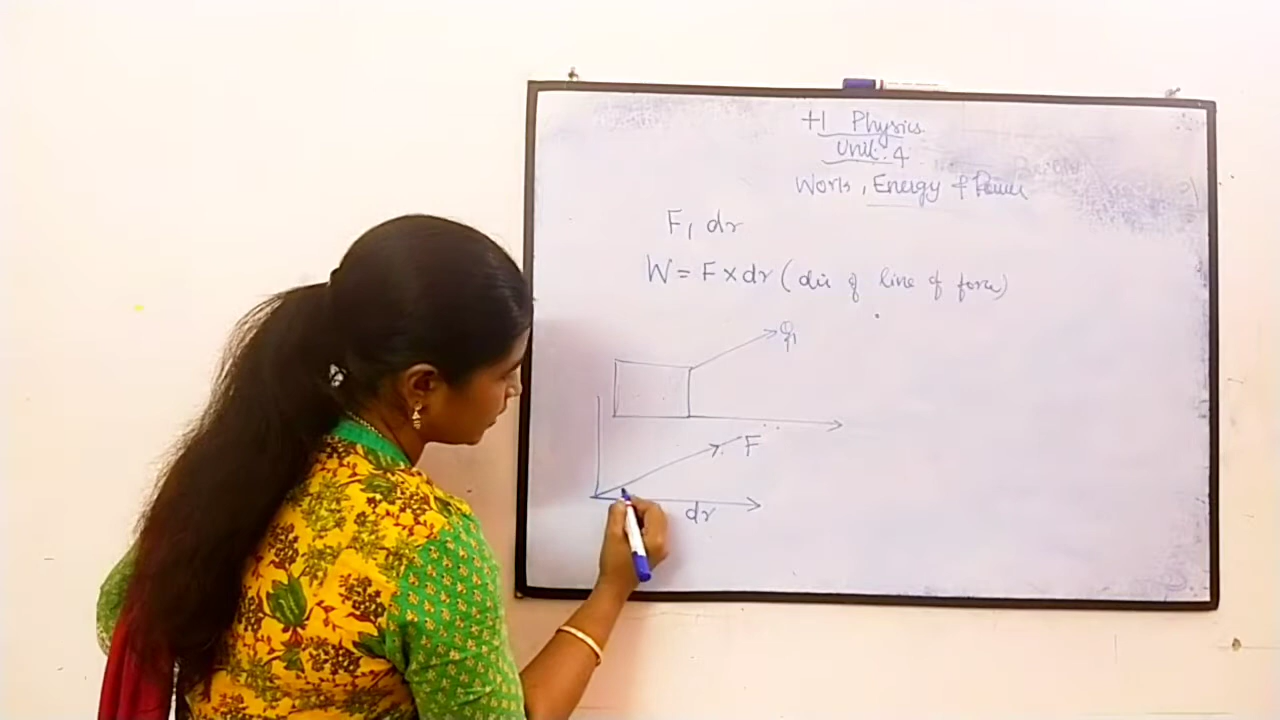 +1 Physics
Unit: 4
Work, Energy & Power
F, dr
W = F x dr (dir of line of force)
F
dr